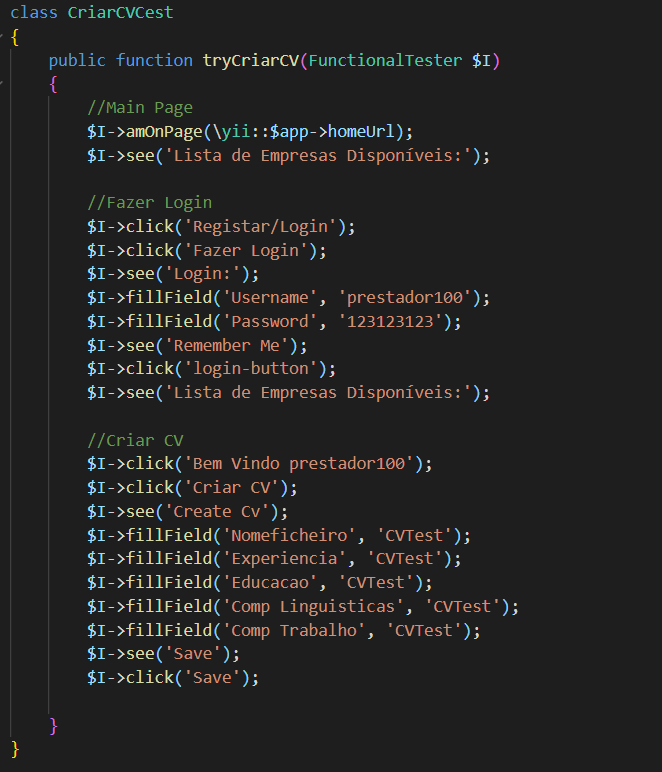 class CriarCVCest
{
public function tryCriarCV(FunctionalTester $I)
{
//Main Page
$I->amOnPage(\yii::$app->homeUrl);
$I->see('Lista de Empresas Disponíveis:');
//Fazer Login
$I->click('Registar/Login');
$I->click('Fazer Login');
$I->see('Login:');
$I->fillField('Username', 'prestador100');
$I->fillField('Password', '123123123');
$I->see('Remember Me');
$I->click('login-button');
$I->see('Lista de Empresas Disponíveis:');
//Criar CV
$I->click('Bem Vindo prestador100');
$I->click('Criar CV');
$I->see('Create Cv');
$I->fillField('Nomeficheiro', 'CVTest');
$I->fillField('Experiencia', 'CVTest');
$I->fillField('Educacao', 'CVTest');
$I->fillField('Comp Linguisticas', 'CVTest');
$I->fillField('Comp Trabalho', 'CVTest');
$I->see('Save');
$I->click('Save');
}
}